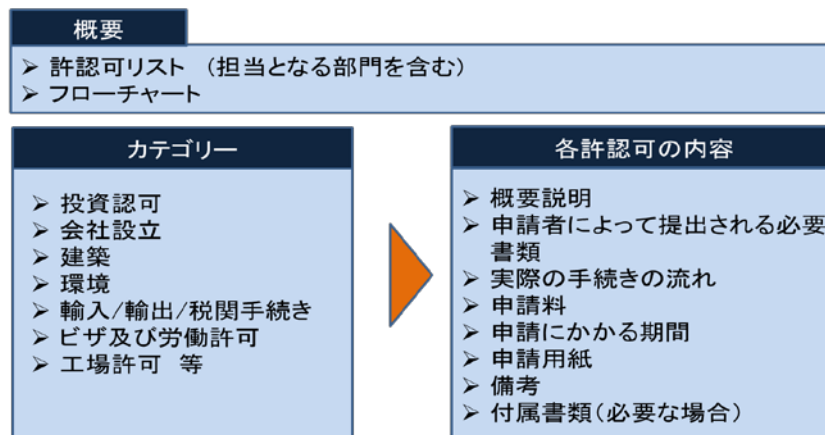 概要
➢ 許認可リスト （担当となる部門を含む）
➢ フローチャート
カテゴリー
➢ 投資認可
➢ 会社設立
➢ 建築
➢ 環境
➢ 輸入/輸出/税関手続き
➢ ビザ及び労働許可
➢ 工場許可 等
各許認可の内容
➢ 概要説明
➢ 申請者によって提出される必要
書類
➢ 実際の手続きの流れ
➢ 申請料
➢ 申請にかかる期間
➢ 申請用紙
➢ 備考
➢ 付属書類（必要な場合）